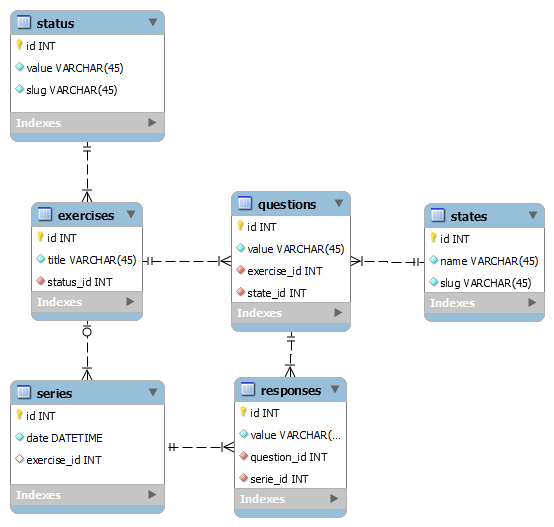 status
id INT
value VARCHAR(45)
slug VARCHAR(45)
Indexes
exercises
id INT
title VARCHAR(45)
status_id INT
Indexes
questions
id INT
value VARCHAR(45)
exercise_id INT
state_id INT
Indexes
states
id INT
name VARCHAR(45)
slug VARCHAR(45)
Indexes
series
id INT
date DATETIME
exercise_id INT
Indexes
responses
id INT
value VARCHAR(...
question_id INT
serie_id INT
Indexes